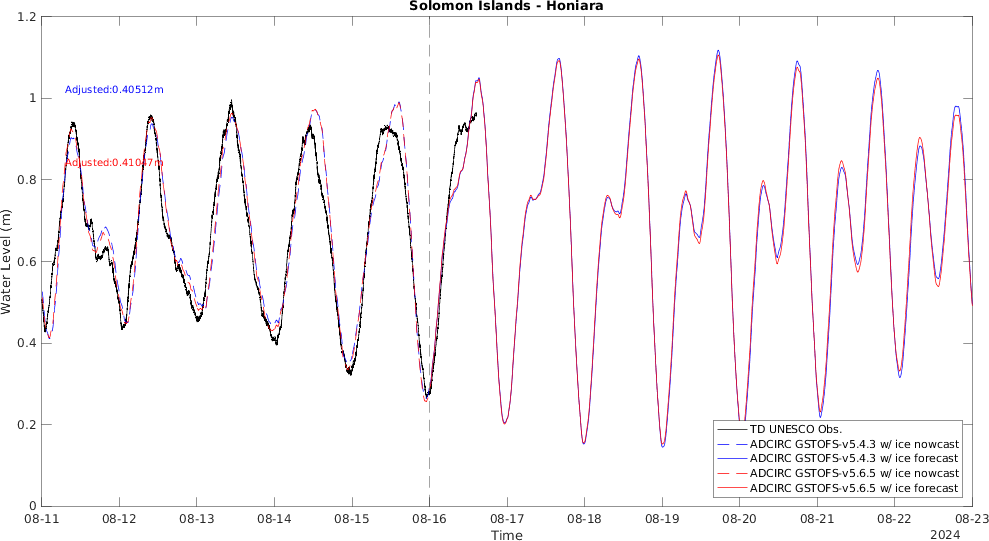 Solomon Islands - Honiara
1.2
1
0.8
0.6
0.4
0.2
0
Water Level (m)
Adjusted:0.40512m
Adjusted:0.41047m
TD UNESCO Obs.
ADCIRC GSTOFS-v5.4.3 w/ ice nowcast
ADCIRC GSTOFS-v5.4.3 w/ ice forecast
ADCIRC GSTOFS-v5.6.5 w/ ice nowcast
ADCIRC GSTOFS-v5.6.5 w/ ice forecast
08-11 08-12 08-13 08-14 08-15 08-16 08-17 08-18 08-19 08-20 08-21 08-22 08-23
Time
2024